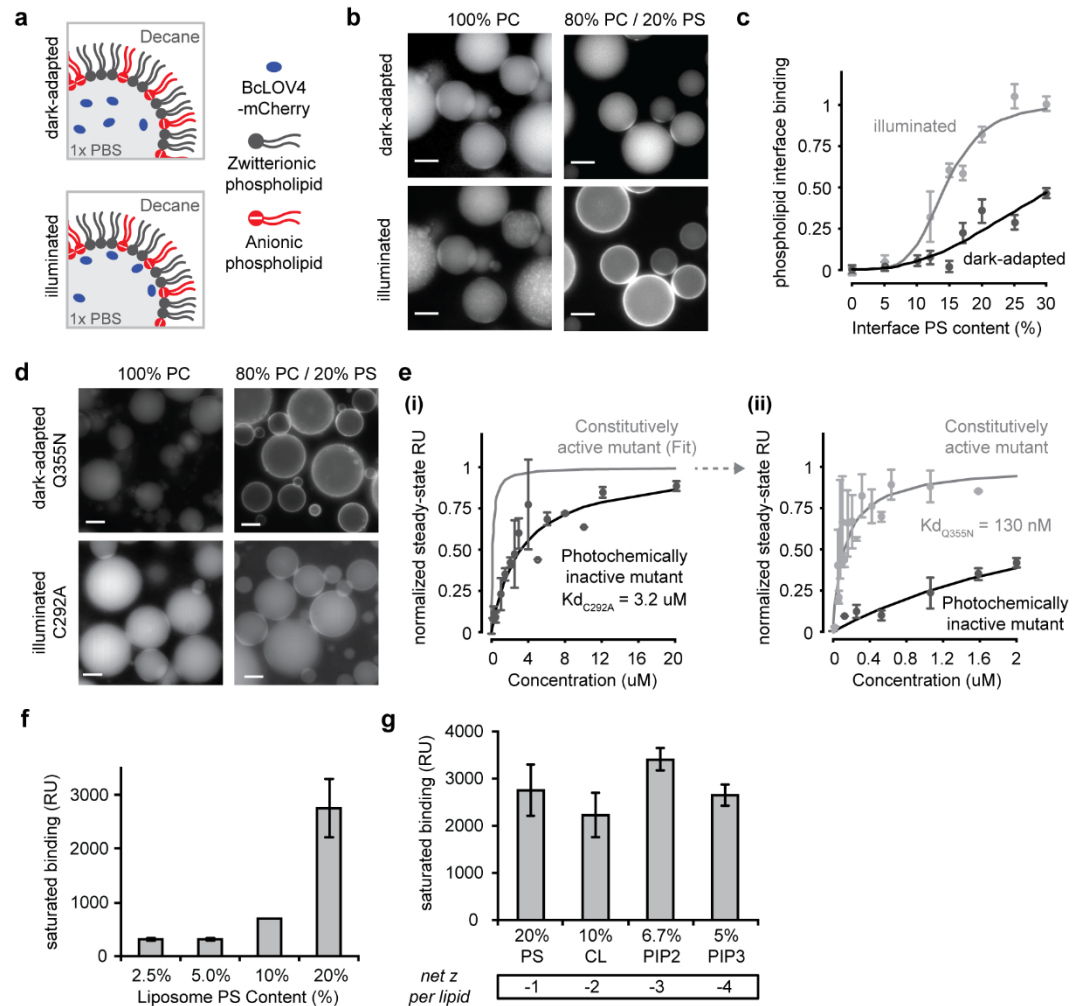 a
dark-adapted
Decane
1x PBS
illuminated
Decane
1x PBS
BcLOV4
-mCherry
Zwitterionic
phospholipid
Anionic
phospholipid
b
100% PC
80% PC / 20% PS
dark-adapted
illuminated
c
phospholipid interface binding
1
0.75
0.50
0.25
0
illuminated
dark-adapted
0
5
10
15
20
25
30
Interface PS content (%)
d
100% PC
80% PC / 20% PS
dark-adapted
Q355N
illuminated
C292A
e
(i)
normalized steady-state RU
1
0.75
0.50
0.25
0
Constitutively
active mutant (Fit)
Photochemically
inactive mutant
Kd C292A = 3.2 uM
0
4
8
12
16
20
Concentration (uM)
(ii)
normalized steady-state RU
1
0.75
0.50
0.25
0
Constitutively
active mutant
Kd Q355N = 130 nM
Photochemically
inactive mutant
0
0.4
0.8
1.2
1.6
2
Concentration (uM)
f
saturated binding (RU)
3000
2000
1000
0
2.5%
5.0%
10%
20%
Liposome PS Content (%)
g
saturated binding (RU)
4000
3000
2000
1000
0
20%
PS
10%
CL
6.7%
PIP2
5%
PIP3
net z
per lipid
-1
-2
-3
-4